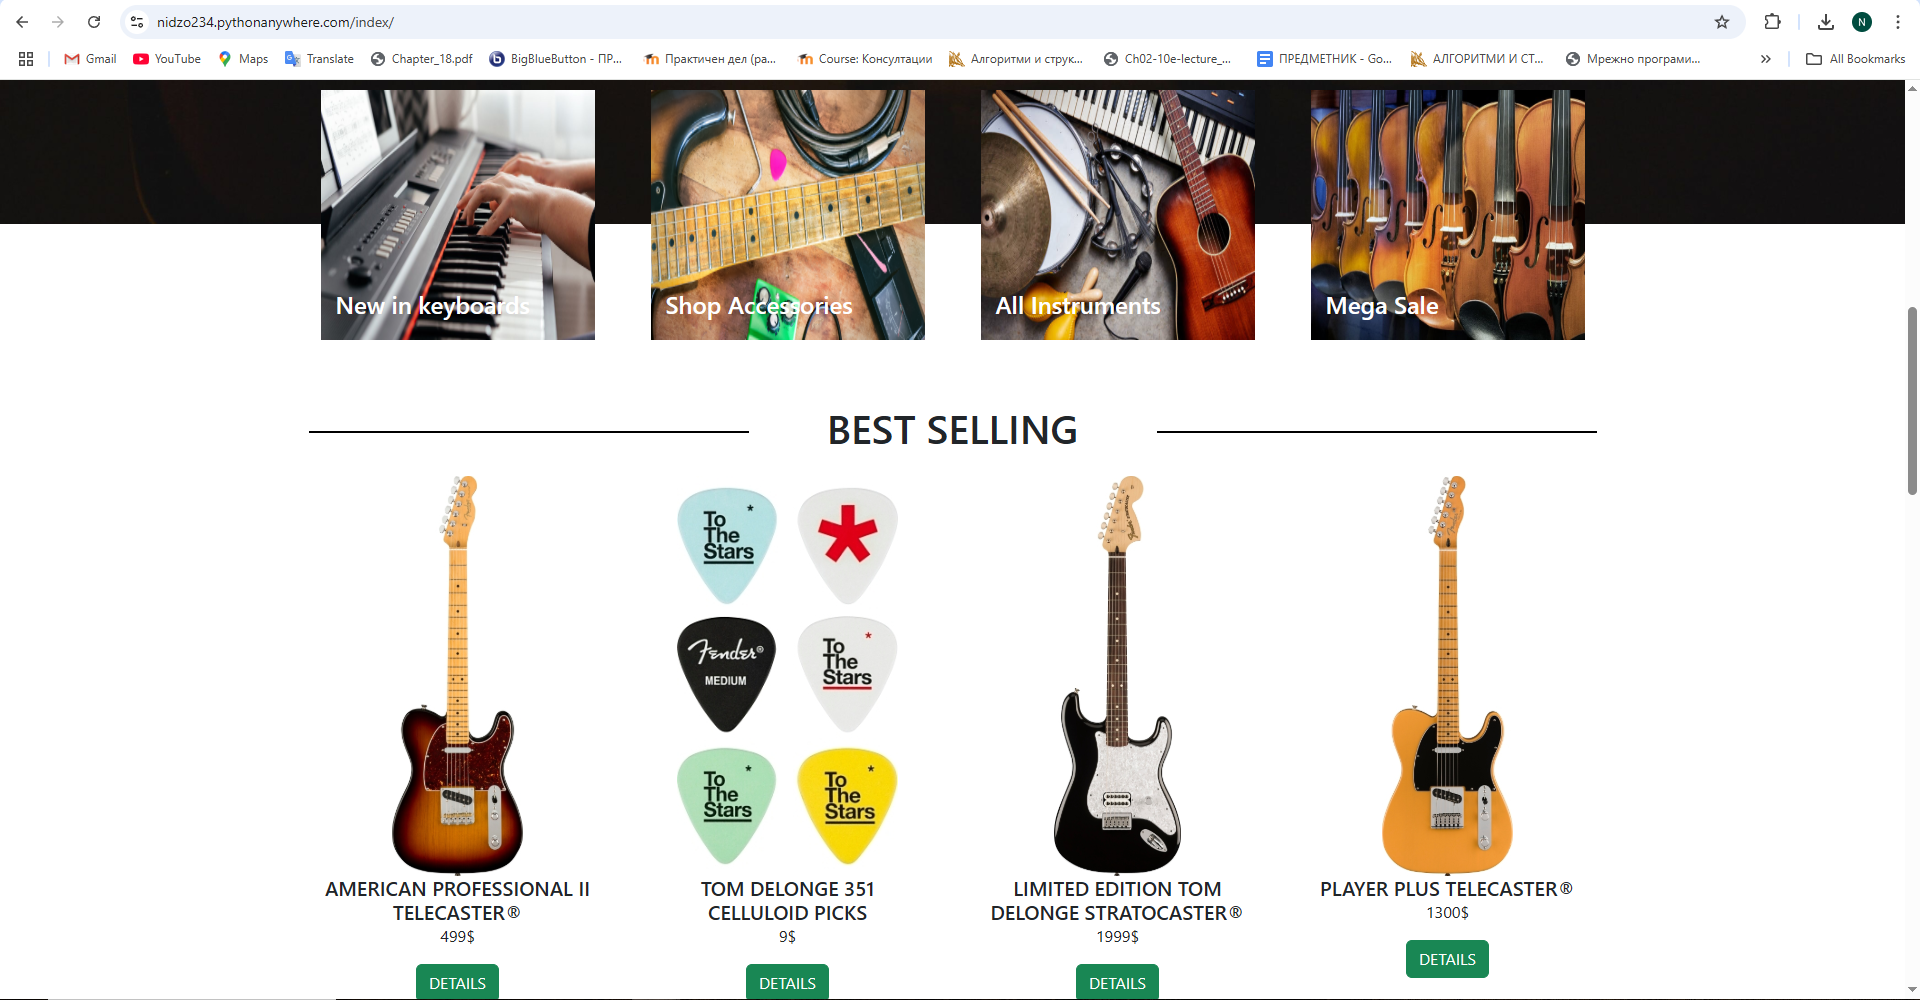 nidzo234.pythonanywhere.com/index/
N
Gmail
YouTube
Maps
Translate
Chapter_18.pdf
BigBlueButton - ПР...
Практичен дел (ра...
Course: Консултации
Алгоритми и струк...
Ch02-10e-lecture_...
ПРЕДМЕТНИК - Go...
АЛГОРИТМИ И СТ...
Мрежно програми...
All Bookmarks
New in keyboards
Shop Accessories
All Instruments
Mega Sale
BEST SELLING
To
The
Stars
Fender®
MEDIUM
To
The
Stars
To
The
Stars
To
The
Stars
AMERICAN PROFESSIONAL II
TELECASTER®
499$
DETAILS
TOM DELONGE 351
CELLULOID PICKS
9$
DETAILS
LIMITED EDITION TOM
DELONGE STRATOCASTER®
1999$
DETAILS
PLAYER PLUS TELECASTER®
1300$
DETAILS